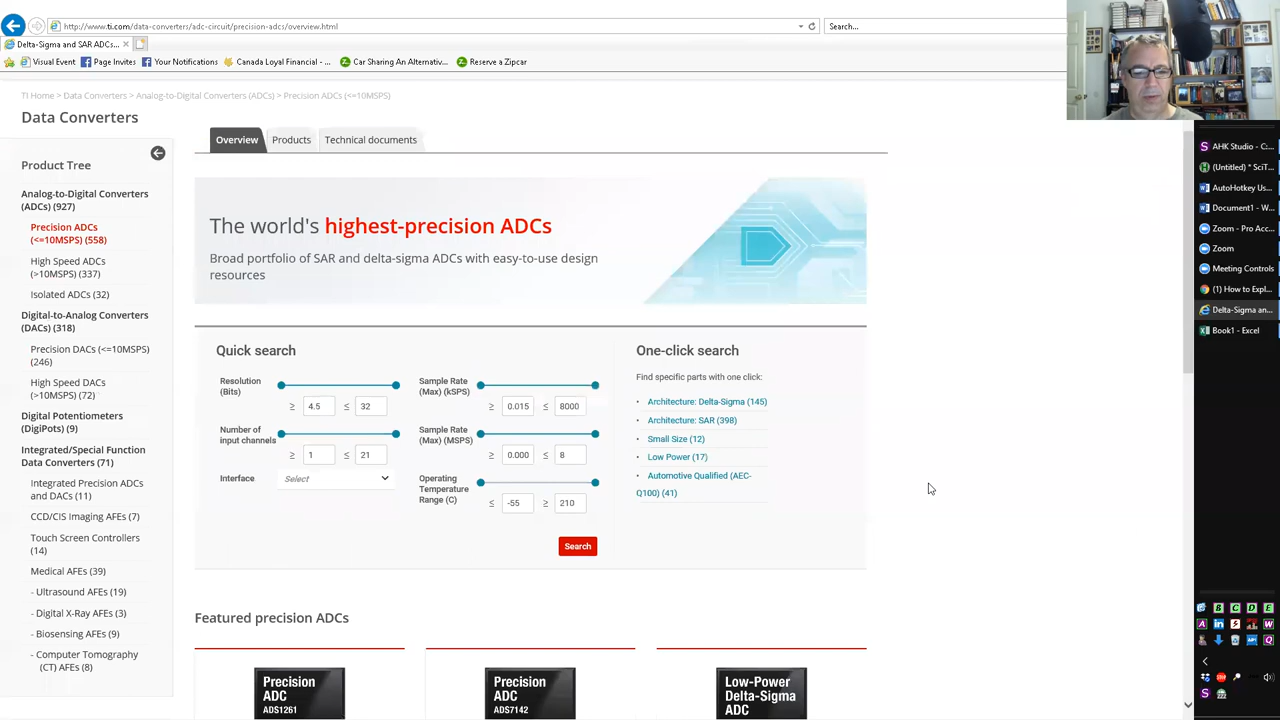 http://www.ti.com/data-converters/adc-circuit/precision-adcs/overview.html
Search...
Delta-Sigma and SAR ADCs...
Visual Event
Page Invites
Your Notifications
Canada Loyal Financial - ...
Car Sharing An Alternativ...
Reserve a Zipcar
TI Home > Data Converters > Analog-to-Digital Converters (ADCs) > Precision ADCs (<=10MSPS)
Data Converters
Product Tree
Analog-to-Digital Converters
(ADCs) (927)
Precision ADCs
(<=10MSPS) (558)
High Speed ADCs
(>10MSPS) (337)
Isolated ADCs (32)
Digital-to-Analog Converters
(DACs) (318)
Precision DACs (<=10MSPS)
(246)
High Speed DACs
(>10MSPS) (72)
Digital Potentiometers
(DigiPots) (9)
Integrated/Special Function
Data Converters (71)
Integrated Precision ADCs
and DACs (11)
CCD/CIS Imaging AFEs (7)
Touch Screen Controllers
(14)
Medical AFEs (39)
- Ultrasound AFEs (19)
- Digital X-Ray AFEs (3)
- Biosensing AFEs (9)
- Computer Tomography
(CT) AFEs (8)
Overview
Products
Technical documents
The world's highest-precision ADCs
Broad portfolio of SAR and delta-sigma ADCs with easy-to-use design
resources
Quick search
Resolution
(Bits)
≥ 4.5 ≤ 32
Number of
input channels
≥ 1 ≤ 21
Interface Select
Sample Rate
(Max) (kSPS)
≥ 0.015 ≤ 8000
Sample Rate
(Max) (MSPS)
≥ 0.000 ≤ 8
Operating
Temperature
Range (C)
≤ -55 ≥ 210
Search
One-click search
Find specific parts with one click:
• Architecture: Delta-Sigma (145)
• Architecture: SAR (398)
• Small Size (12)
• Low Power (17)
• Automotive Qualified (AEC-
Q100) (41)
Featured precision ADCs
Precision
ADC
ADS1261
Precision
ADC
ADS7142
Low-Power
Delta-Sigma
ADC
AHK Studio - C:...
(Untitled) * SciT...
AutoHotkey Us...
Document1 - W...
Zoom - Pro Acc...
Zoom
Meeting Controls
(1) How to Expl...
Delta-Sigma an...
Book1 - Excel